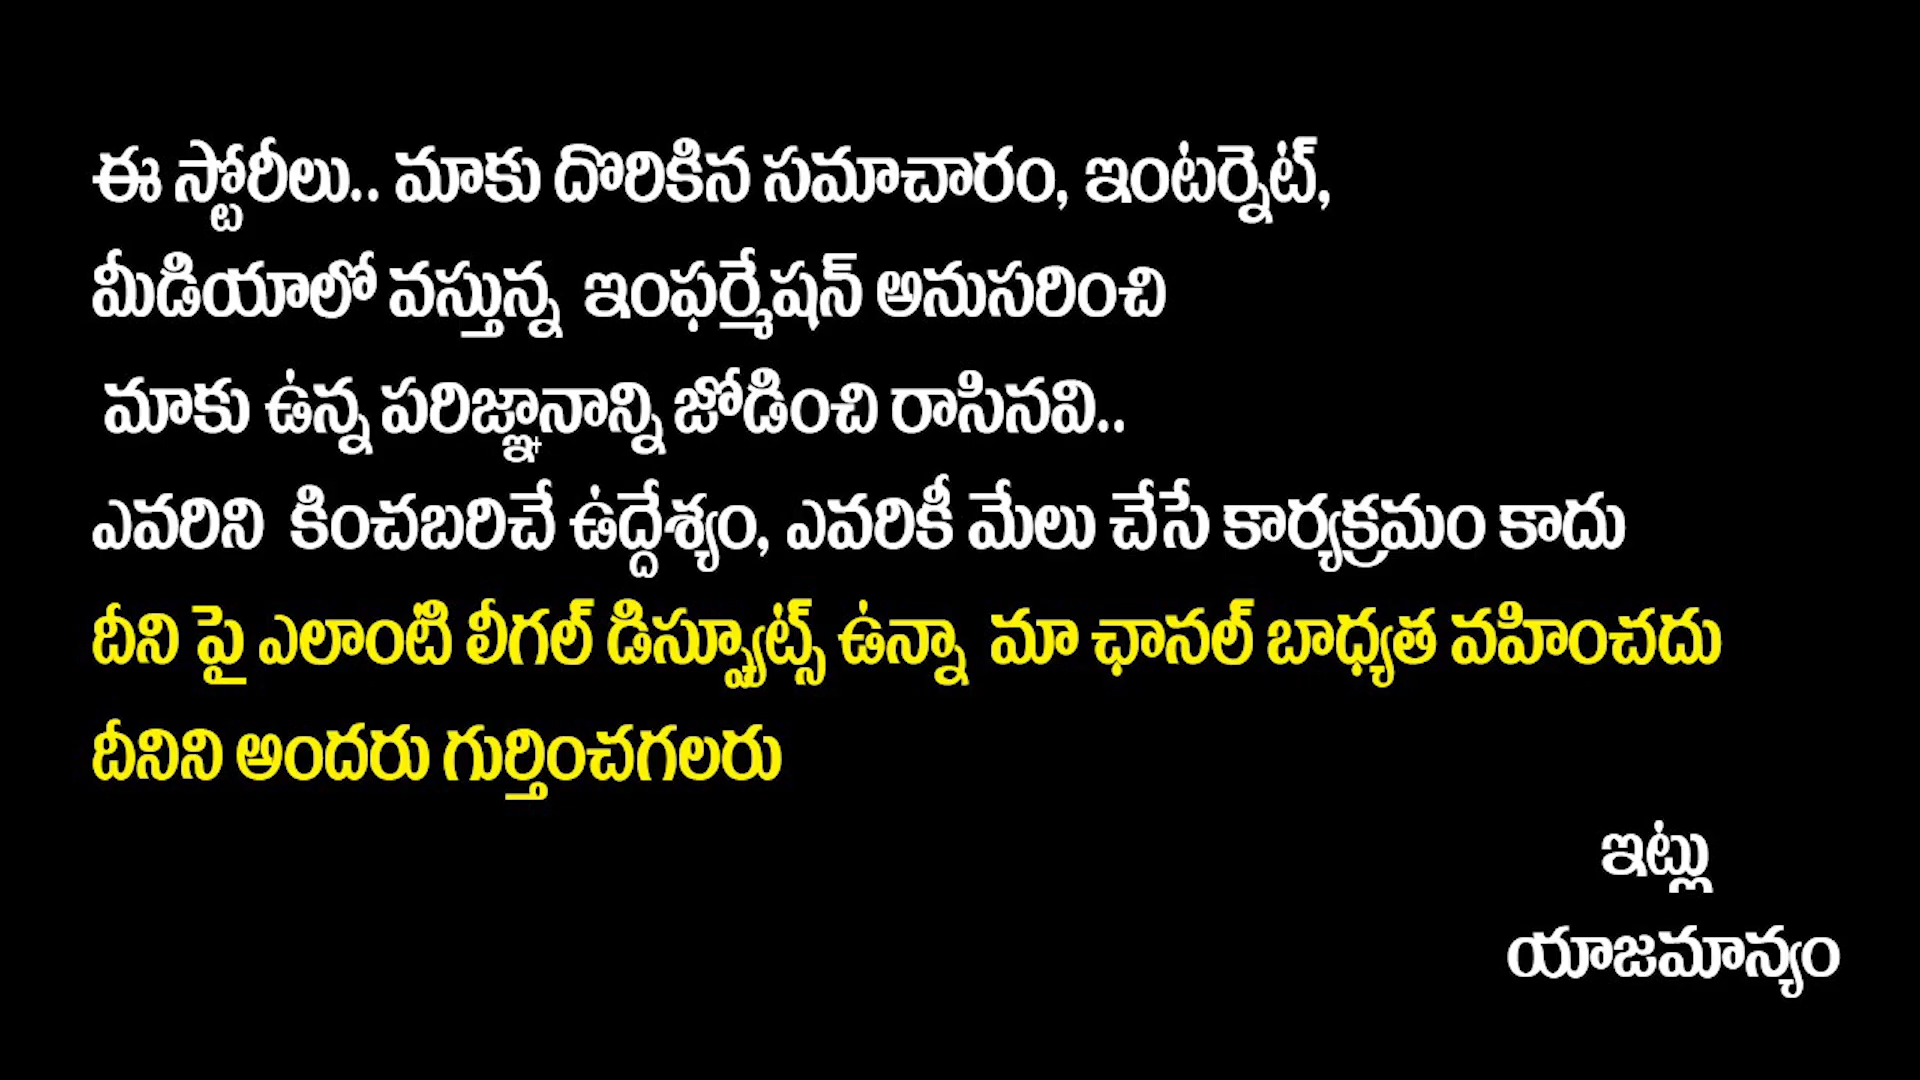 ఈ స్టోరీలు.. మాకు దొరికిన సమాచారం, ఇంటర్నెట్,
మీడియాలో వస్తున్న ఇంఫర్మేషన్ అనుసరించి
మాకు ఉన్న పరిజ్ఞానాన్ని జోడించి రాసినవి..
ఎవరిని కించబరిచే ఉద్దేశ్యం, ఎవరికీ మేలు చేసే కార్యక్రమం కాదు
దీని పై ఎలాంటి లీగల్ డిస్ప్యూట్స్ ఉన్నా మా ఛానల్ బాధ్యత వహించదు
దీనిని అందరు గుర్తించగలరు
ఇట్లు
యాజమాన్యం